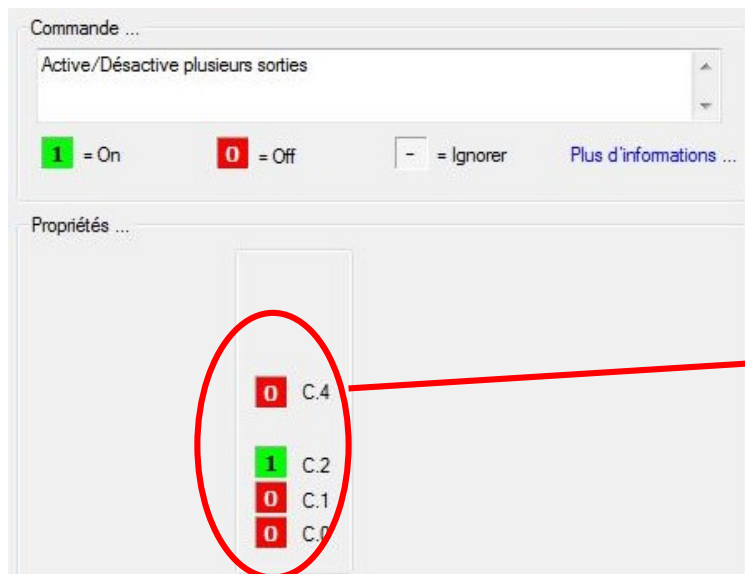 Commande ...
Active/Désactive plusieurs sorties
1 = On 0 = Off - = Ignorer Plus d'informations ...
Propriétés ...
0 C.4
1 C.2
0 C.1
0 C.0